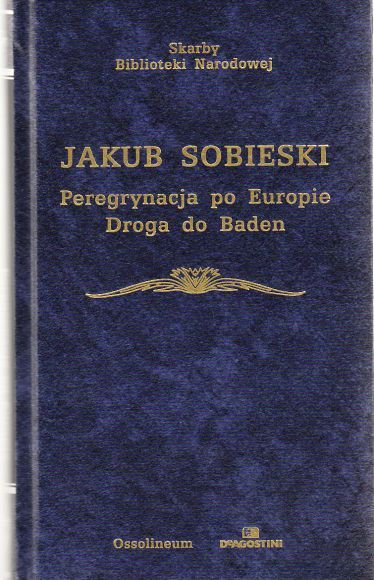 Skarby
Biblioteki Narodowej
JAKUB SOBIESKI
Peregrynacja po Europie
Droga do Baden
Ossolineum
DEAGOSTINI